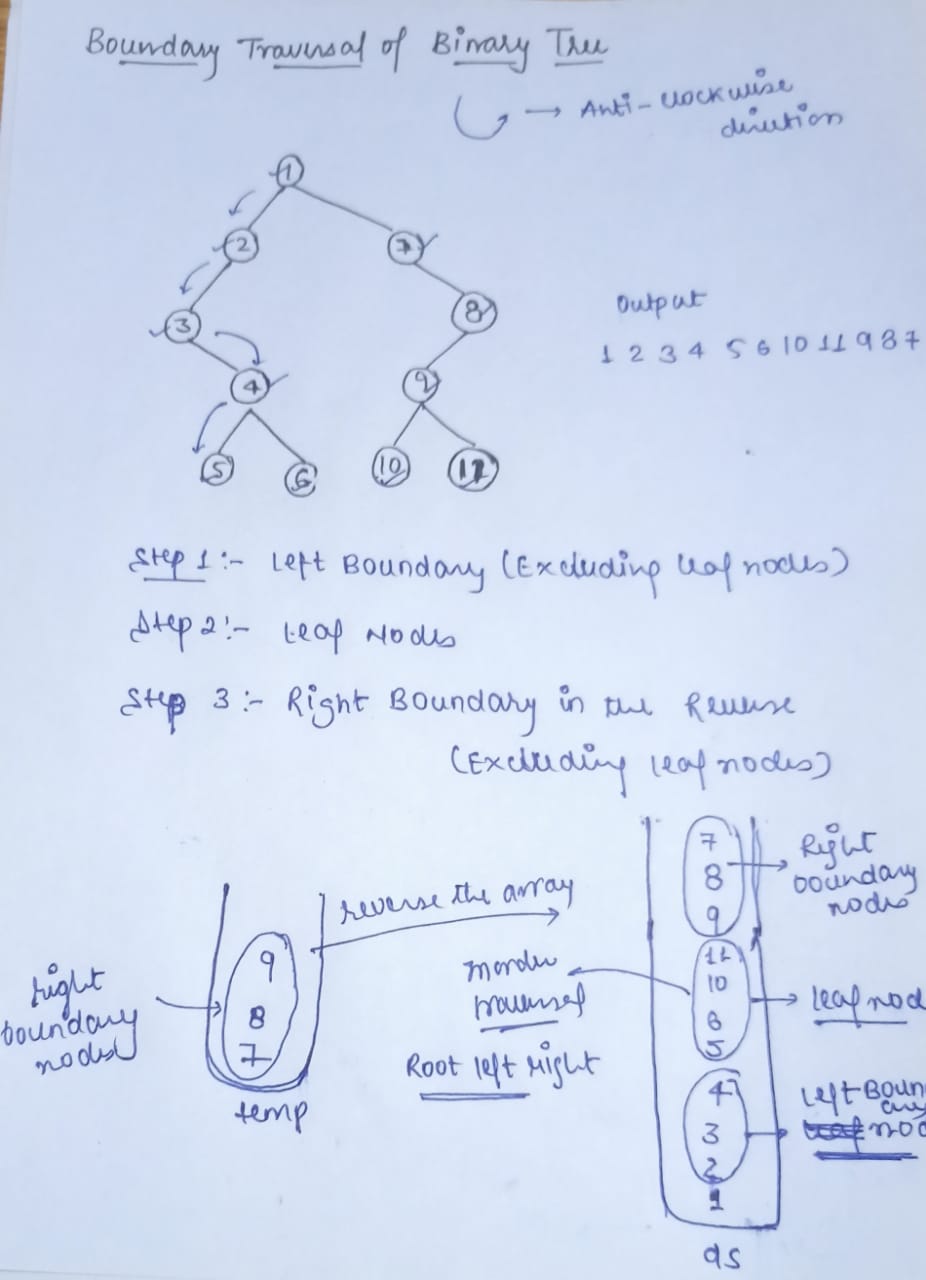 Boundary Traversal of Binary Tree
→ Anti-clockwise
direction
1
2 7
3 8
4 9
5 6 10 11
Output
1 2 3 4 5 6 10 11 9 8 7
Step 1:- Left Boundary (Excluding leaf nodes)
Step 2:- Leaf Nodes
Step 3:- Right Boundary in the Reverse
(Excluding leaf nodes)
right
boundary
nodes
9
8
7
temp
reverse the array
traversal
Root left right
7
8
9
11
10
6
5
4
3
2
1
Right
boundary
nodes
leaf nod
Left Boun
ary
noc
ds